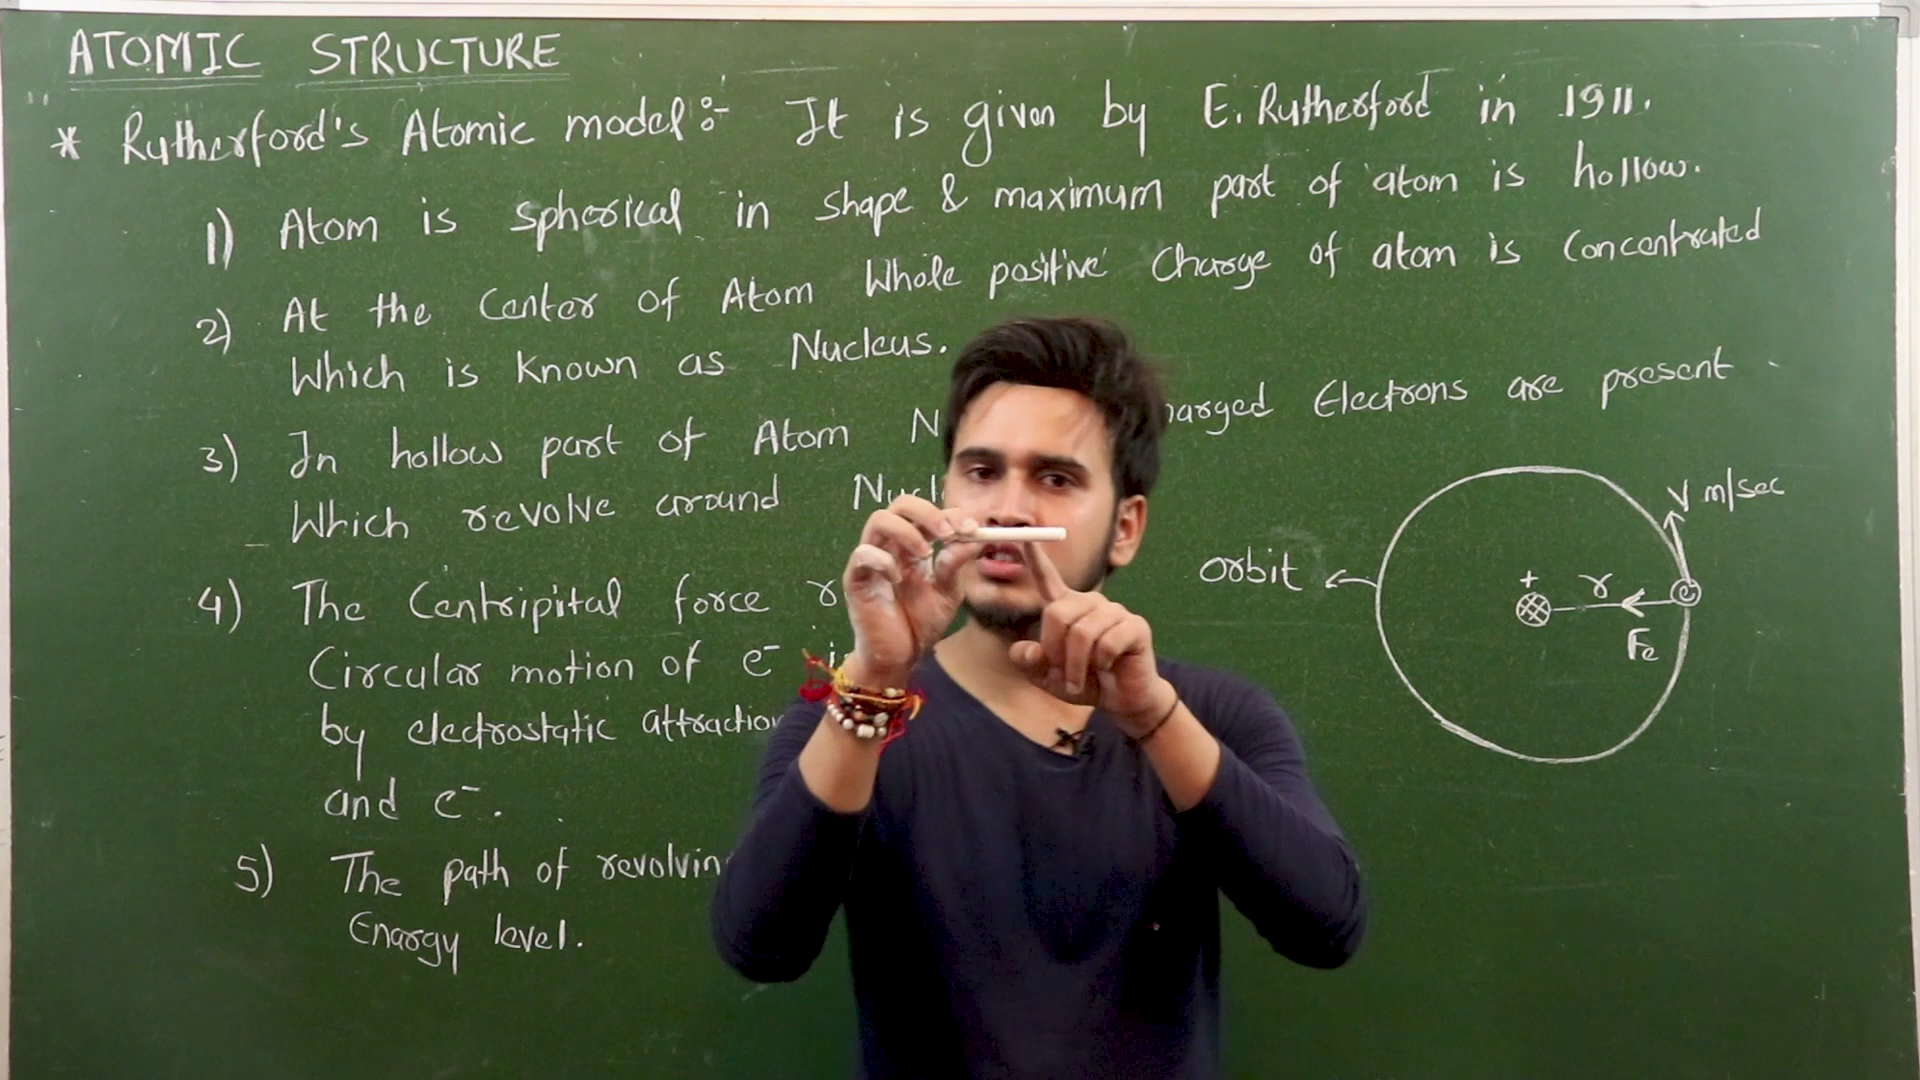 ATOMIC STRUCTURE
* Rutherford's Atomic model:- It is given by E. Rutherford in 1911.
1) Atom is spherical in shape & maximum part of atom is hollow.
2) At the Center of Atom Whole positive Charge of atom is Concentrated
Which is known as Nucleus.
3) In hollow part of Atom Electrons are present
Which revolve around
4) The Centripital force
Circular motion of e⁻
by electrostatic attraction
and e⁻.
5) The path of
Energy level.
V m/sec
orbit
+
r
e
Fe